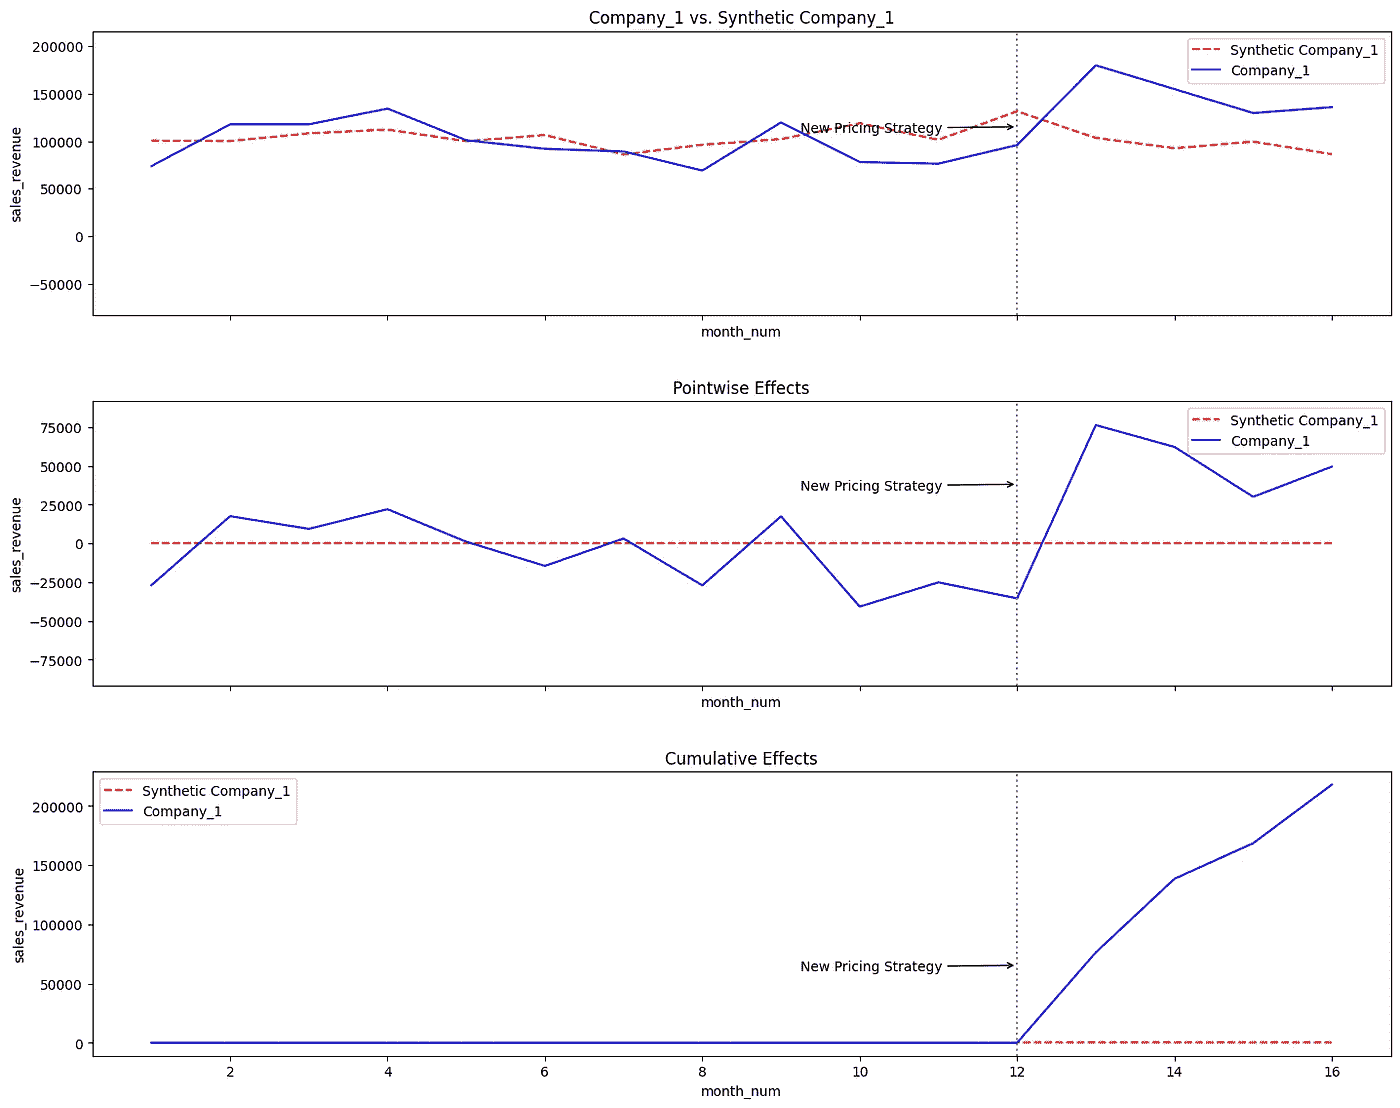 Company_1 vs. Synthetic Company_1
200000
150000
100000
50000
0
−50000
sales_revenue
Synthetic Company_1
Company_1
New Pricing Strategy
month_num
Pointwise Effects
75000
50000
25000
0
−25000
−50000
−75000
sales_revenue
Synthetic Company_1
Company_1
New Pricing Strategy
month_num
Cumulative Effects
200000
150000
100000
50000
0
sales_revenue
Synthetic Company_1
Company_1
New Pricing Strategy
2 4 6 8 10 12 14 16
month_num